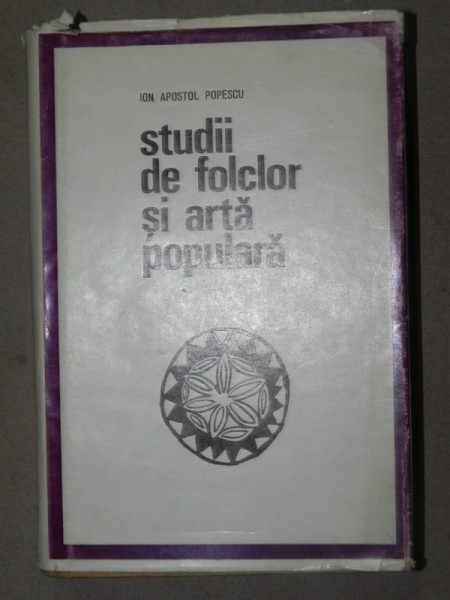 ION APOSTOL POPESCU
studii
de folclor
și artă
populară